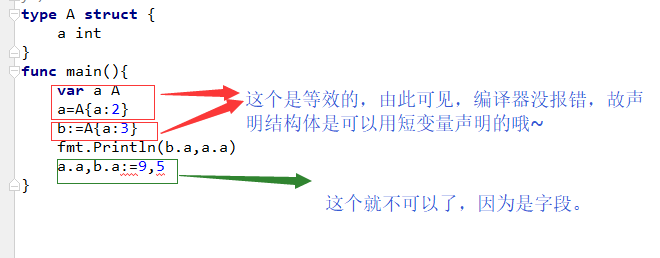 type A struct {
a int
}
func main(){
var a A
a=A{a:2}
b:=A{a:3}
fmt.Println(b.a,a.a)
a.a,b.a:=9,5
}
这个是等效的，由此可见，编译器没报错，故声
明结构体是可以用短变量声明的哦~
这个就不可以了，因为是字段。